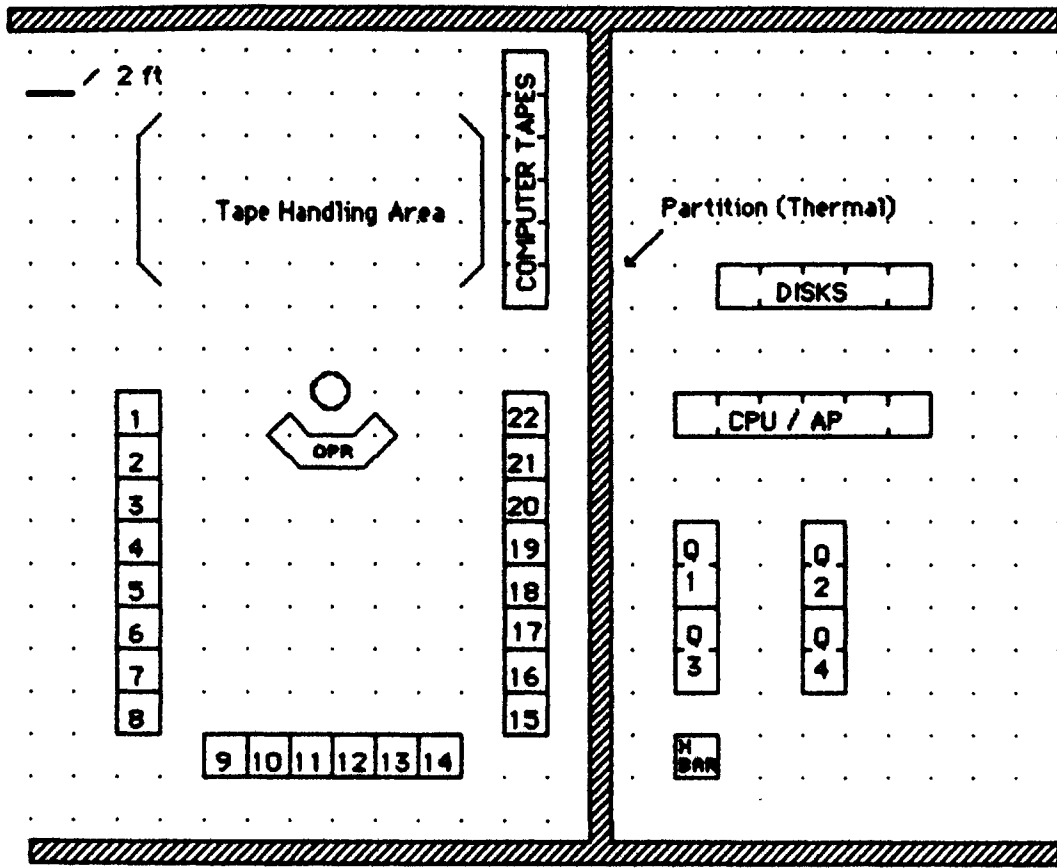 2 ft
COMPUTER TAPES
Tape Handling Area
Partition (Thermal)
DISKS
CPU / AP
OPR
1
2
3
4
5
6
7
8
9 10 11 12 13 14
22
21
20
19
18
17
16
15
Q
1
Q
2
Q
3
Q
4
X
BAR